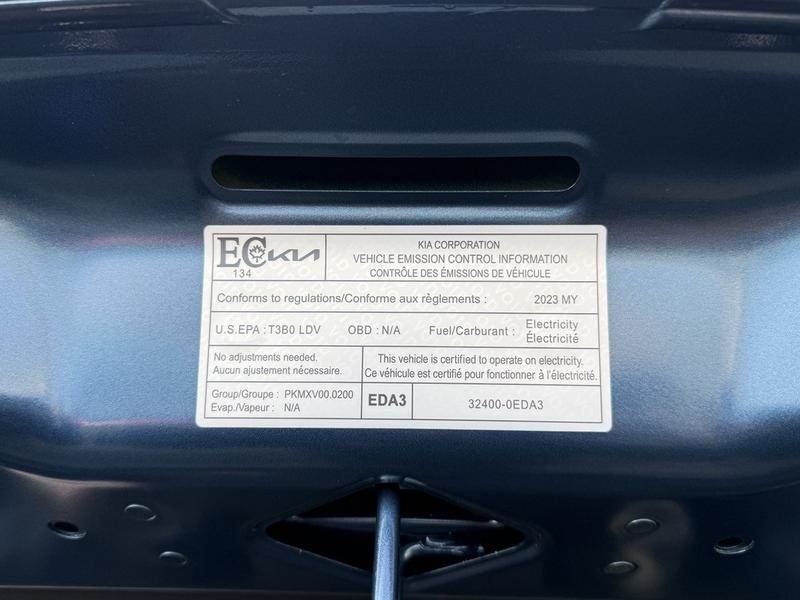 EC KIA
134
KIA CORPORATION
VEHICLE EMISSION CONTROL INFORMATION
CONTRÔLE DES ÉMISSIONS DE VÉHICULE
Conforms to regulations/Conforme aux règlements : 2023 MY
U.S.EPA : T3B0 LDV OBD : N/A Fuel/Carburant : Electricity
Électricité
No adjustments needed.
Aucun ajustement nécessaire.
This vehicle is certified to operate on electricity.
Ce véhicule est certifié pour fonctionner à l'électricité.
Group/Groupe : PKMXV00.0200
Evap./Vapeur : N/A
EDA3
32400-0EDA3